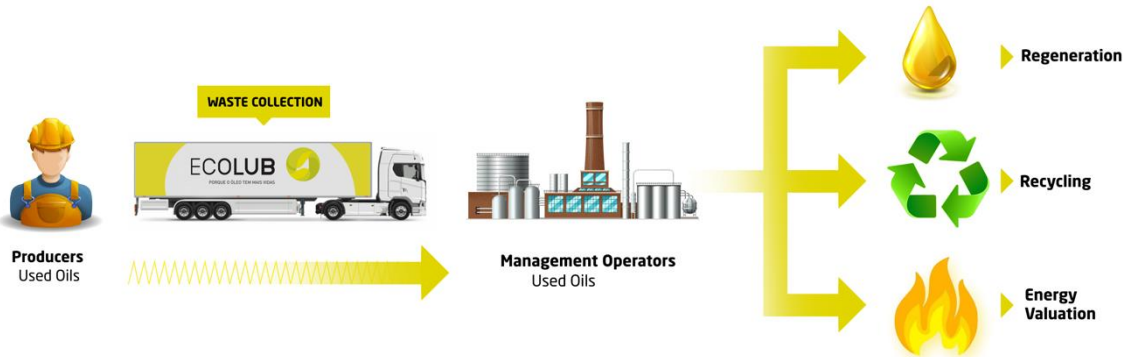 WASTE COLLECTION
ECOLUB
PORQUE O ÓLEO TEM MAIS VIDAS
Producers
Used Oils
Management Operators
Used Oils
Regeneration
Recycling
Energy
Valuation